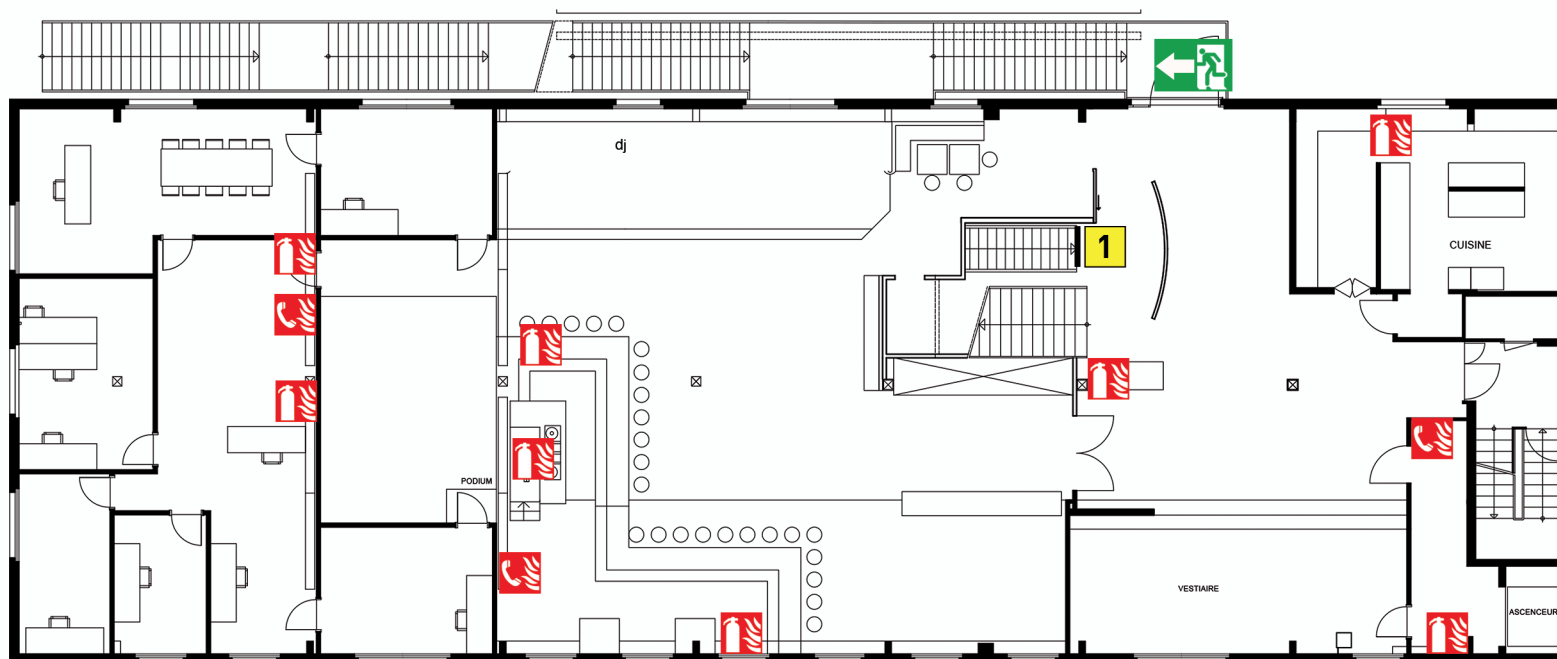 dj
1
CUISINE
PODIUM
VESTIAIRE
ASCENCEUR